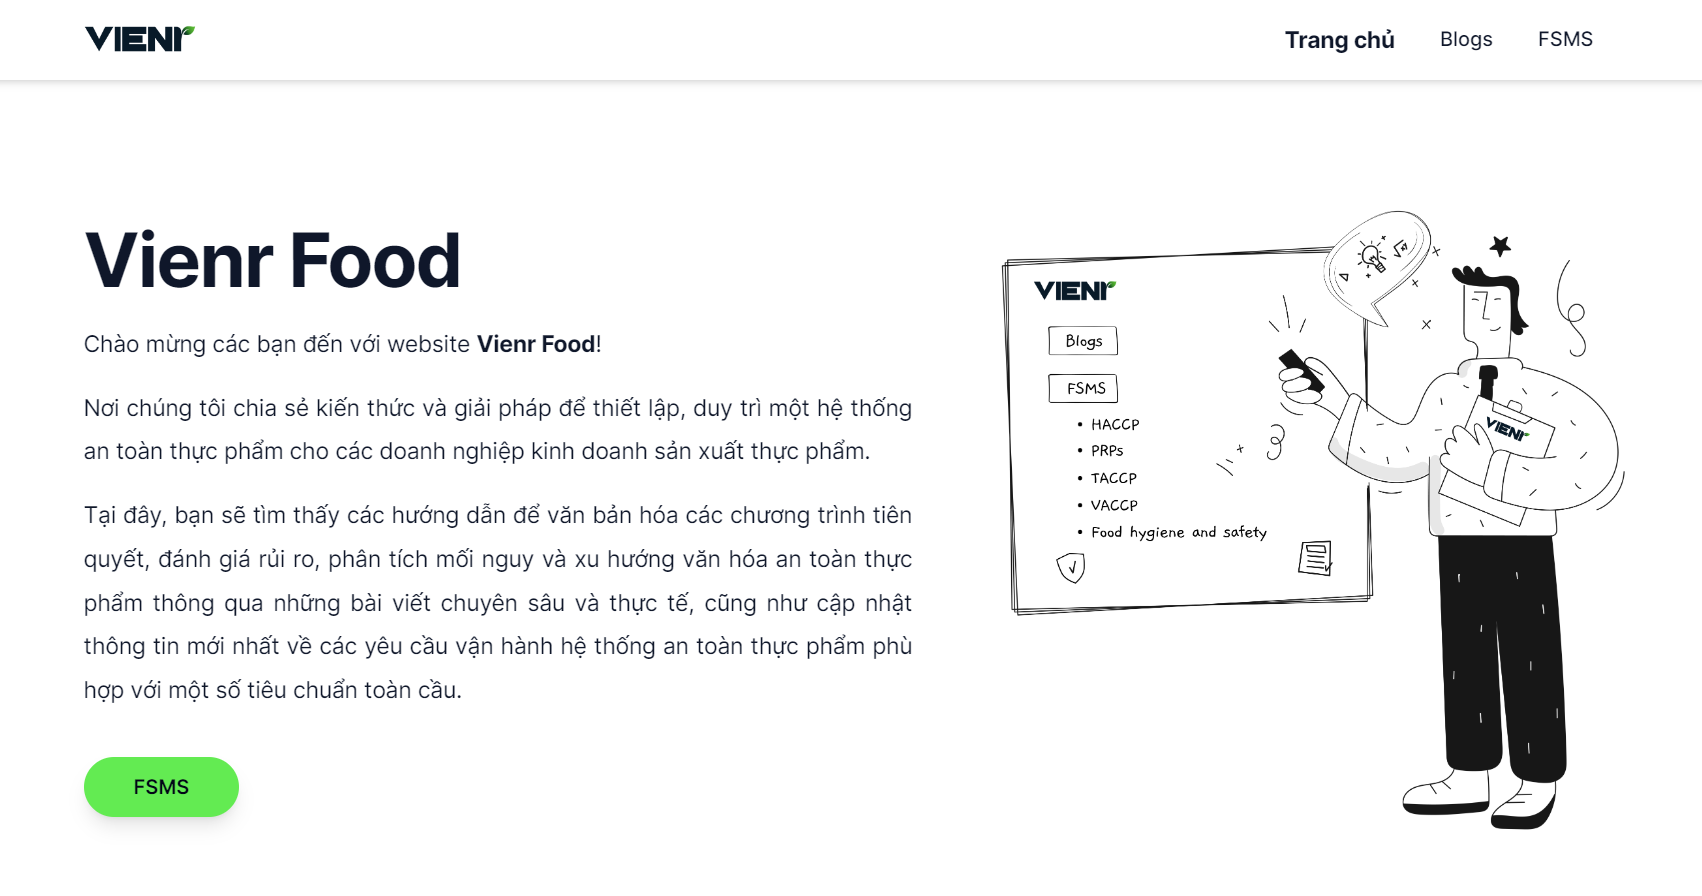 VIENr
Trang chủ
Blogs
FSMS
Vienr Food
Chào mừng các bạn đến với website Vienr Food!
Nơi chúng tôi chia sẻ kiến thức và giải pháp để thiết lập, duy trì một hệ thống
an toàn thực phẩm cho các doanh nghiệp kinh doanh sản xuất thực phẩm.
Tại đây, bạn sẽ tìm thấy các hướng dẫn để văn bản hóa các chương trình tiên
quyết, đánh giá rủi ro, phân tích mối nguy và xu hướng văn hóa an toàn thực
phẩm thông qua những bài viết chuyên sâu và thực tế, cũng như cập nhật
thông tin mới nhất về các yêu cầu vận hành hệ thống an toàn thực phẩm phù
hợp với một số tiêu chuẩn toàn cầu.
FSMS
VIENr
Blogs
FSMS
• HACCP
• PRPs
• TACCP
• VACCP
• Food hygiene and safety
VIENr